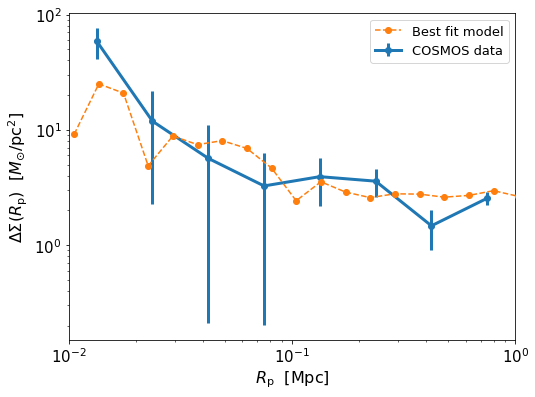 10²
Best fit model
COSMOS data
10¹
10⁰
ΔΣ(Rₚ) [M⊙/pc²]
10⁻²
10⁻¹
10⁰
Rₚ [Mpc]